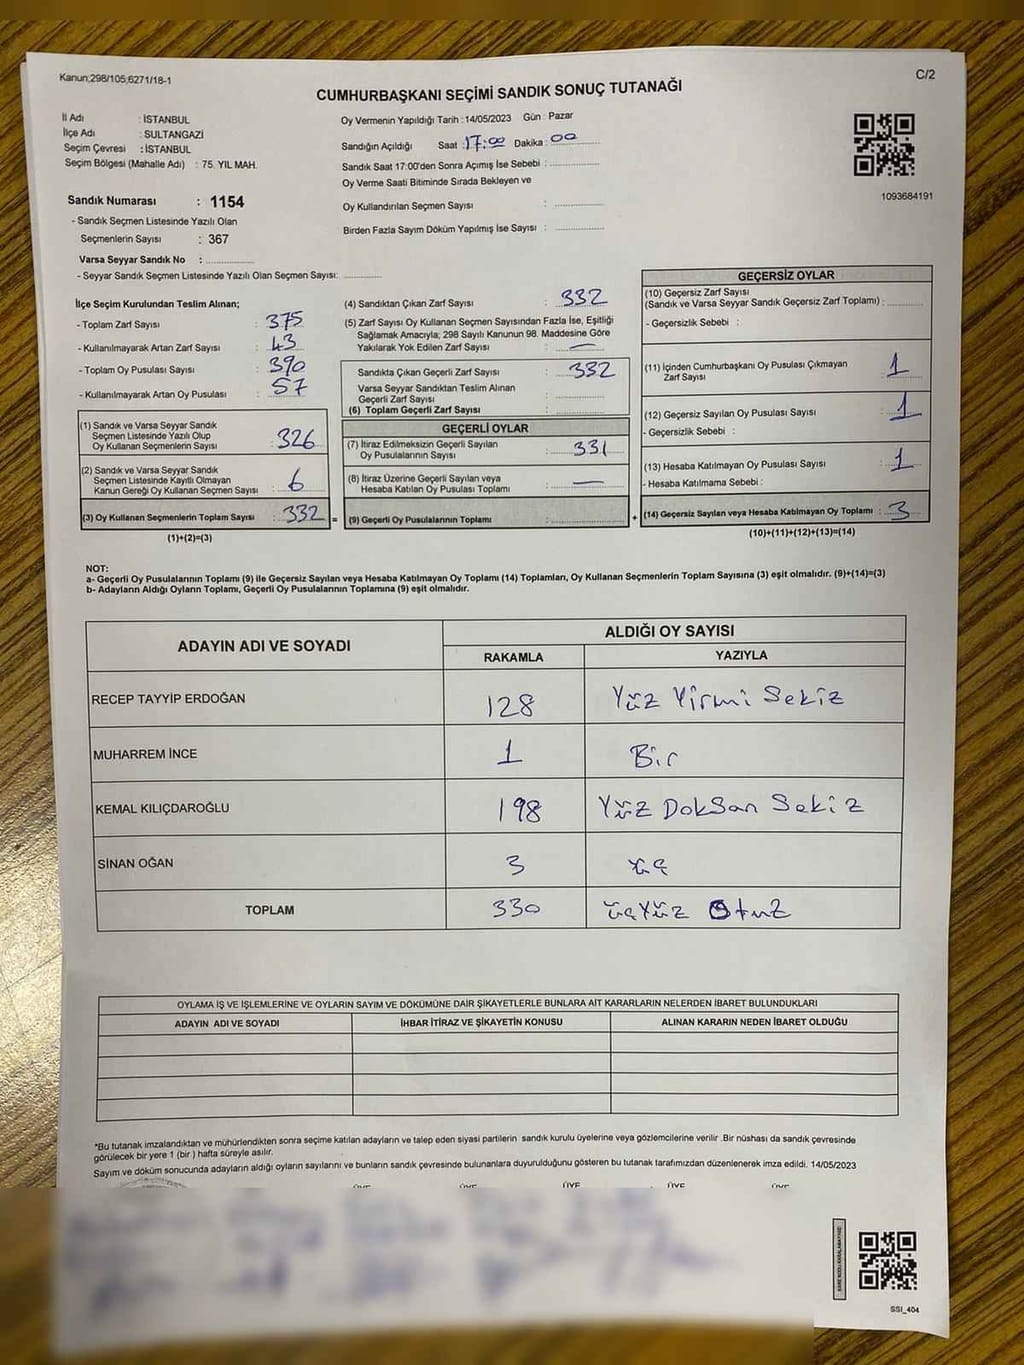 Kanun;298/105;6271/18-1
C/2
CUMHURBAŞKANI SEÇİMİ SANDIK SONUÇ TUTANAĞI
İl Adı : İSTANBUL
İlçe Adı : SULTANGAZİ
Seçim Çevresi : İSTANBUL
Seçim Bölgesi (Mahalle Adı) : 75. YIL MAH.
Sandık Numarası : 1154
- Sandık Seçmen Listesinde Yazılı Olan
Seçmenlerin Sayısı : 367
Varsa Seyyar Sandık No :
- Seyyar Sandık Seçmen Listesinde Yazılı Olan Seçmen Sayısı:
Oy Vermenin Yapıldığı Tarih : 14/05/2023 Gün : Pazar
Sandığın Açıldığı Saat : 17:00 Dakika : 00
Sandık Saat 17:00'den Sonra Açımış İse Sebebi :
Oy Verme Saati Bitiminde Sırada Bekleyen ve
Oy Kullandırılan Seçmen Sayısı :
Birden Fazla Sayım Döküm Yapılmış İse Sayısı :
1093684191
İlçe Seçim Kurulundan Teslim Alınan;
- Toplam Zarf Sayısı : 375
- Kullanılmayarak Artan Zarf Sayısı : 43
- Toplam Oy Pusulası Sayısı : 390
- Kullanılmayarak Artan Oy Pusulası : 57
(1) Sandık ve Varsa Seyyar Sandık
Seçmen Listesinde Yazılı Olup
Oy Kullanan Seçmenlerin Sayısı : 326
(2) Sandık ve Varsa Seyyar Sandık
Seçmen Listesinde Kayıtlı Olmayan
Kanun Gereği Oy Kullanan Seçmen Sayısı : 6
(3) Oy Kullanan Seçmenlerin Toplam Sayısı : 332 =
(1)+(2)=(3)
(4) Sandıktan Çıkan Zarf Sayısı : 332
(5) Zarf Sayısı Oy Kullanan Seçmen Sayısından Fazla İse, Eşitliği
Sağlamak Amacıyla; 298 Sayılı Kanunun 98. Maddesine Göre
Yakılarak Yok Edilen Zarf Sayısı : —
Sandıkta Çıkan Geçerli Zarf Sayısı : 332
Varsa Seyyar Sandıktan Teslim Alınan
Geçerli Zarf Sayısı :
(6) Toplam Geçerli Zarf Sayısı :
GEÇERLİ OYLAR
(7) İtiraz Edilmeksizin Geçerli Sayılan
Oy Pusulalarının Sayısı : 331
(8) İtiraz Üzerine Geçerli Sayılan veya
Hesaba Katılan Oy Pusulası Toplamı : —
(9) Geçerli Oy Pusulalarının Toplamı : +
GEÇERSİZ OYLAR
(10) Geçersiz Zarf Sayısı
(Sandık ve Varsa Seyyar Sandık Geçersiz Zarf Toplamı) :
- Geçersizlik Sebebi :
(11) İçinden Cumhurbaşkanı Oy Pusulası Çıkmayan
Zarf Sayısı : 1
(12) Geçersiz Sayılan Oy Pusulası Sayısı : 1
- Geçersizlik Sebebi :
(13) Hesaba Katılmayan Oy Pusulası Sayısı : 1
- Hesaba Katılmama Sebebi :
(14) Geçersiz Sayılan veya Hesaba Katılmayan Oy Toplamı : 3
(10)+(11)+(12)+(13)=(14)
NOT:
a- Geçerli Oy Pusulalarının Toplamı (9) ile Geçersiz Sayılan veya Hesaba Katılmayan Oy Toplamı (14) Toplamları, Oy Kullanan Seçmenlerin Toplam Sayısına (3) eşit olmalıdır. (9)+(14)=(3)
b- Adayların Aldığı Oyların Toplamı, Geçerli Oy Pusulalarının Toplamına (9) eşit olmalıdır.
ADAYIN ADI VE SOYADI
ALDIĞI OY SAYISI
RAKAMLA YAZIYLA
RECEP TAYYİP ERDOĞAN 128 Yüz Yirmi Sekiz
MUHARREM İNCE 1 Bir
KEMAL KILIÇDAROĞLU 198 Yüz Doksan Sekiz
SİNAN OĞAN 3 üç
TOPLAM 330 üçYüz Otuz
OYLAMA İŞ VE İŞLEMLERİNE VE OYLARIN SAYIM VE DÖKÜMÜNE DAİR ŞİKAYETLERLE BUNLARA AİT KARARLARIN NELERDEN İBARET BULUNDUKLARI
ADAYIN ADI VE SOYADI İHBAR İTİRAZ VE ŞİKAYETİN KONUSU ALINAN KARARIN NEDEN İBARET OLDUĞU
*Bu tutanak imzalandıktan ve mühürlendikten sonra seçime katılan adayların ve talep eden siyasi partilerin sandık kurulu üyelerine veya gözlemcilerine verilir .Bir nüshası da sandık çevresinde
görülecek bir yere 1 (bir ) hafta süreyle asılır.
Sayım ve döküm sonucunda adayların aldığı oyların sayılarını ve bunların sandık çevresinde bulunanlara duyurulduğunu gösteren bu tutanak tarafımızdan düzenlenerek imza edildi. 14/05/2023
ÜYE ÜYE ÜYE ÜYE ÜYE
SSI_404